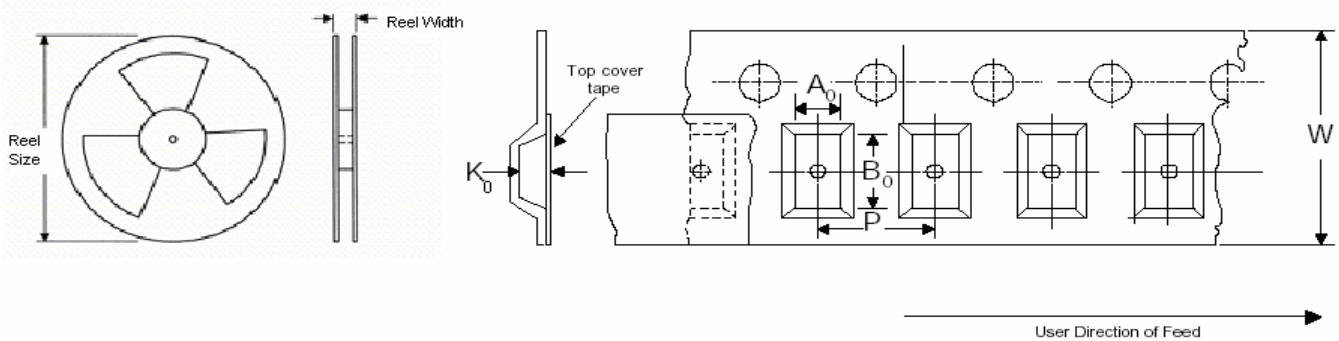 Reel Width
Reel
Size
Top cover
tape
K0
A0
B0
P
W
User Direction of Feed